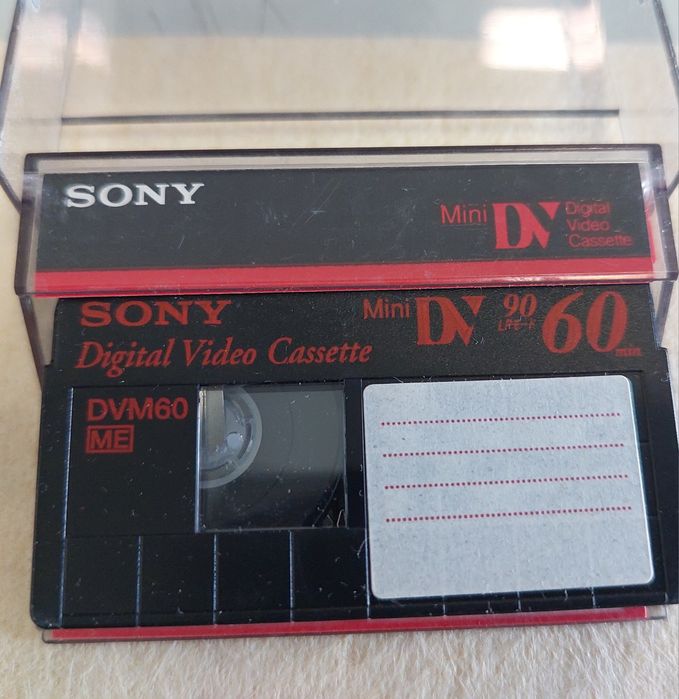 SONY
Mini DV Digital
Video
Cassette
SONY Mini DV 90 60
Digital Video Cassette LP min
DVM60
ME